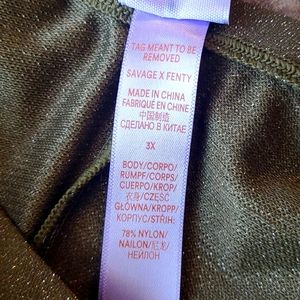 TAG MEANT TO BE
REMOVED
SAVAGE X FENTY
MADE IN CHINA
FABRIQUÉ EN CHINE
中国制造
СДЕЛАНО В КИТАЕ
3X
BODY/CORPO/
RUMPF/CORPS/
CUERPO/KROP/
衣身/CZĘŚĆ
GŁÓWNA/KROPP/
КОРПУС/STŘIH:
78% NYLON/
NAILON/尼龙/
НЕЙЛОН